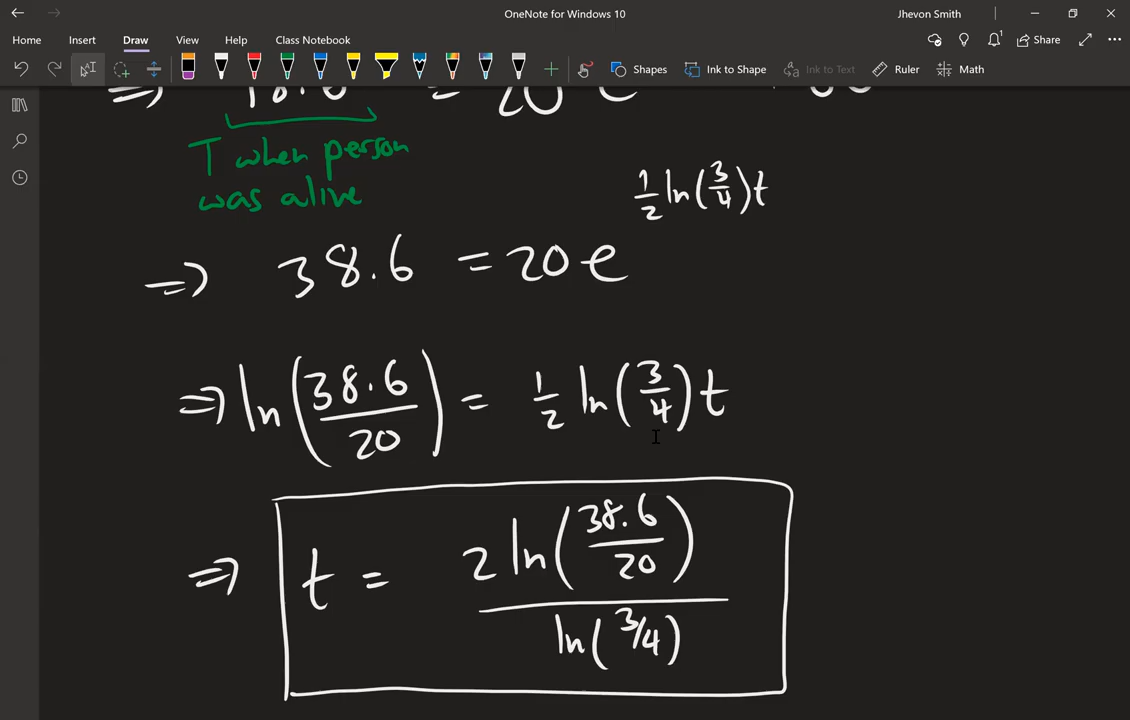 OneNote for Windows 10
Jhevon Smith
Home Insert Draw View Help Class Notebook
Share
Shapes Ink to Shape Ink to Text Ruler Math
T when person
was alive
1/2 ln(3/4)t
⇒ 38.6 = 20 e
⇒ ln(38.6/20) = 1/2 ln(3/4) t
⇒ t = 2 ln(38.6/20) / ln(3/4)